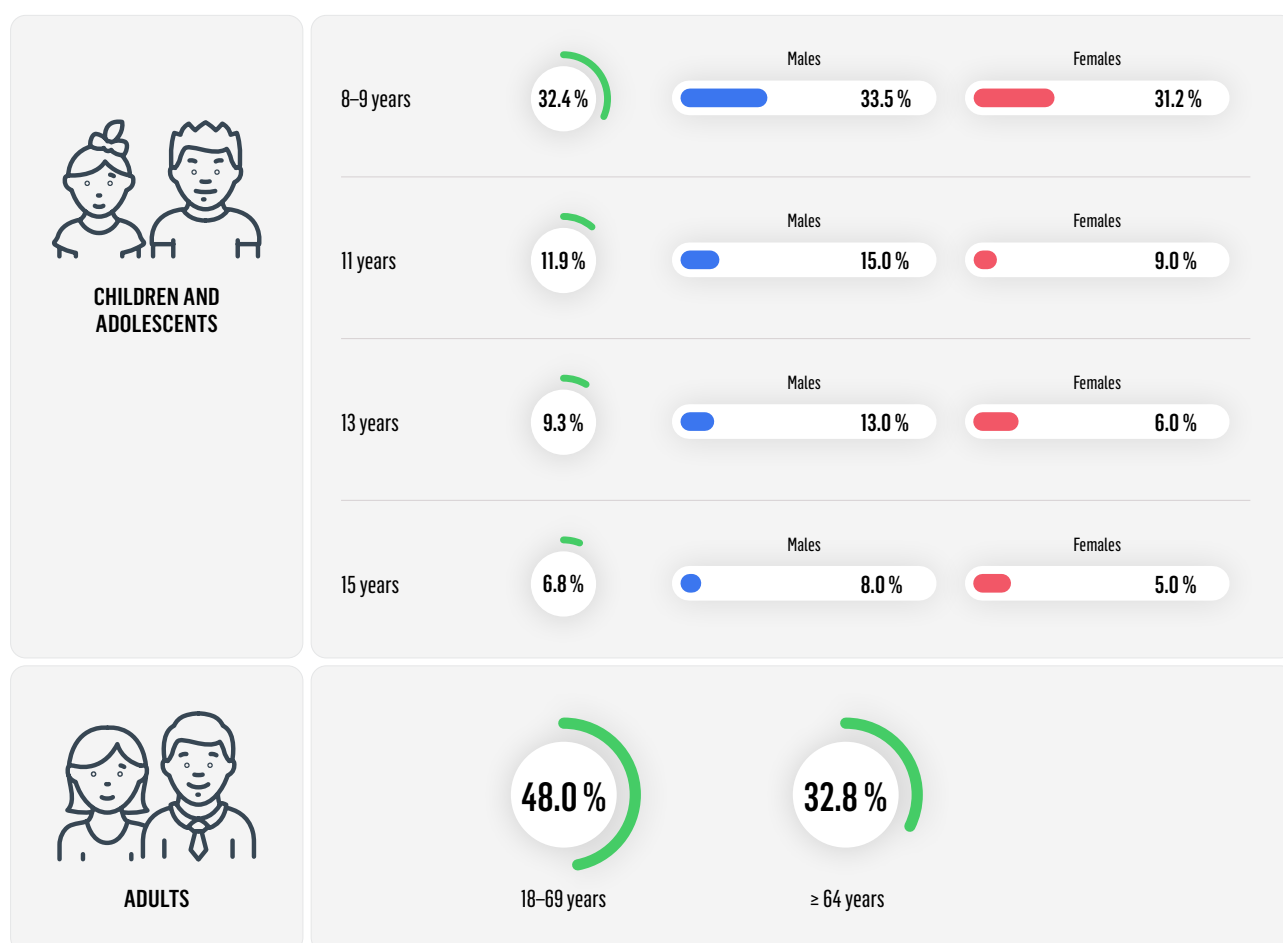 CHILDREN AND
ADOLESCENTS
Males
Females
8–9 years
32.4 %
33.5 %
31.2 %
Males
Females
11 years
11.9 %
15.0 %
9.0 %
Males
Females
13 years
9.3 %
13.0 %
6.0 %
Males
Females
15 years
6.8 %
8.0 %
5.0 %
ADULTS
48.0 %
32.8 %
18–69 years
≥ 64 years